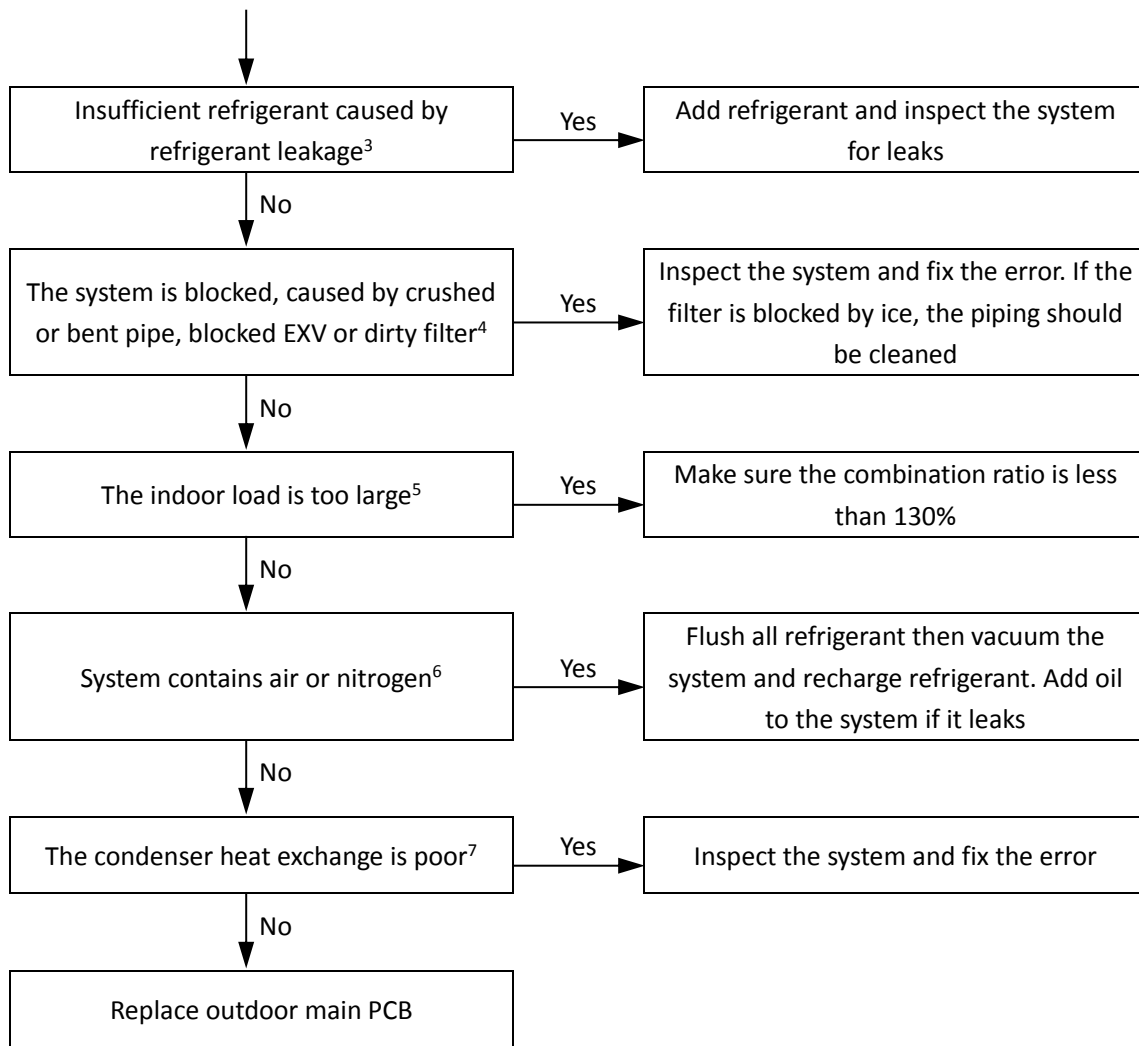 Insufficient refrigerant caused by
refrigerant leakage³
Yes
Add refrigerant and inspect the system
for leaks
No
The system is blocked, caused by crushed
or bent pipe, blocked EXV or dirty filter⁴
Yes
Inspect the system and fix the error. If the
filter is blocked by ice, the piping should
be cleaned
No
The indoor load is too large⁵
Yes
Make sure the combination ratio is less
than 130%
No
System contains air or nitrogen⁶
Yes
Flush all refrigerant then vacuum the
system and recharge refrigerant. Add oil
to the system if it leaks
No
The condenser heat exchange is poor⁷
Yes
Inspect the system and fix the error
No
Replace outdoor main PCB